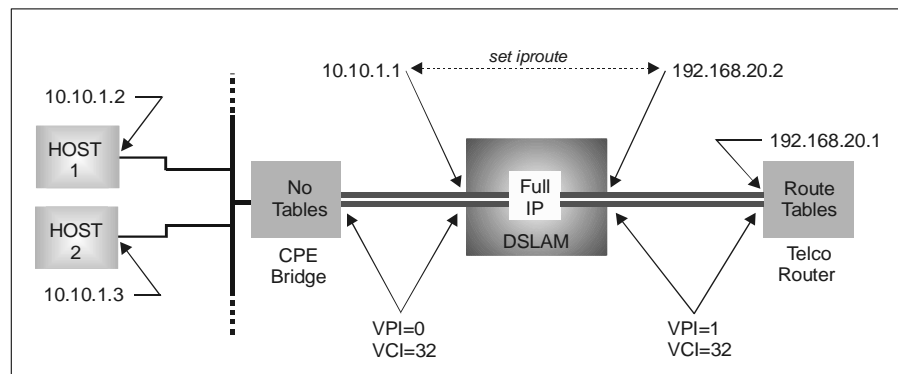 set iproute
10.10.1.1
192.168.20.2
10.10.1.2
192.168.20.1
HOST
1
No
Tables
Full
IP
Route
Tables
HOST
2
DSLAM
CPE
Bridge
Telco
Router
10.10.1.3
VPI=0
VCI=32
VPI=1
VCI=32